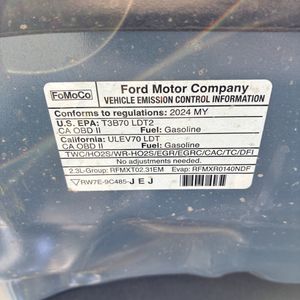 FoMoCo
Ford Motor Company
VEHICLE EMISSION CONTROL INFORMATION
Conforms to regulations: 2024 MY
U.S. EPA: T3B70 LDT2
CA OBD II Fuel: Gasoline
California: ULEV70 LDT
CA OBD II Fuel: Gasoline
TWC/HO2S/WR-HO2S/EGR/EGRC/CAC/TC/DFI
No adjustments needed.
2.3L-Group: RFMXT02.31EM Evap: RFMXR0140NDF
RW7E-9C485-JEJ